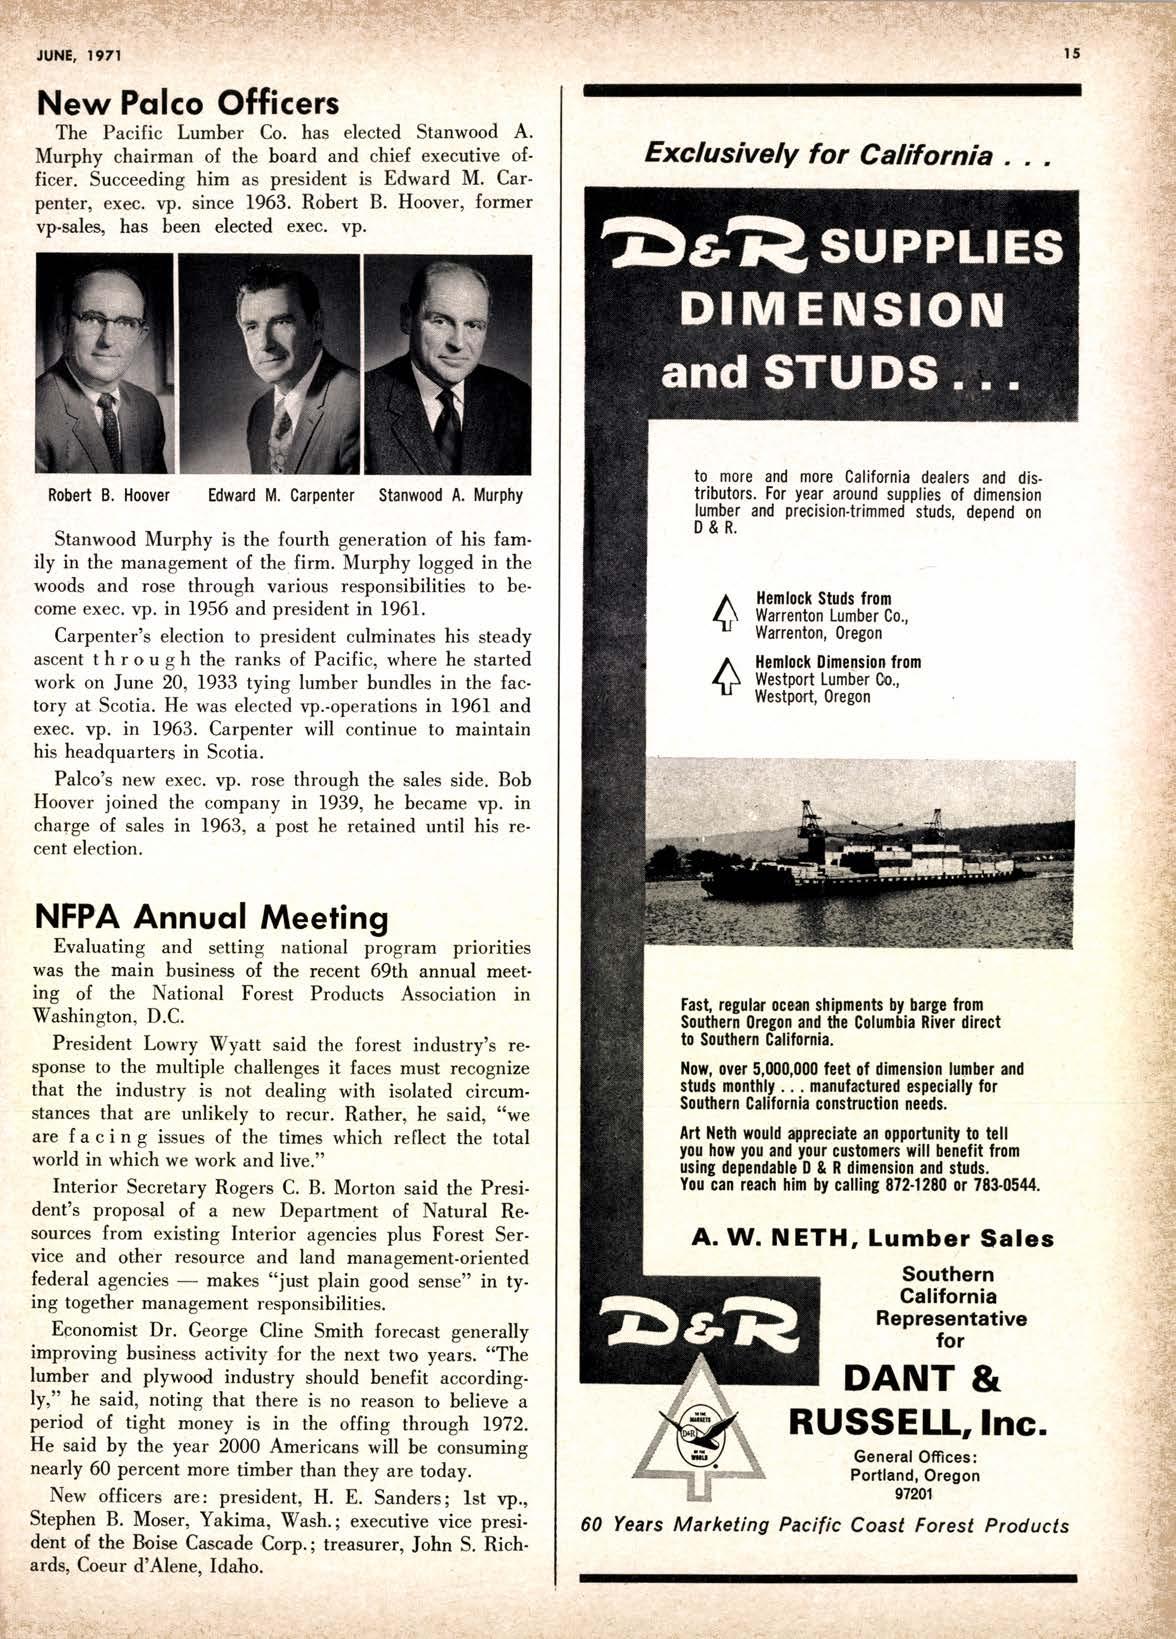 JUNE, 1971
15
New Palco Officers
The Pacific Lumber Co. has elected Stanwood A.
Murphy chairman of the board and chief executive of-
ficer. Succeeding him as president is Edward M. Car-
penter, exec. vp. since 1963. Robert B. Hoover, former
vp-sales, has been elected exec. vp.
Robert B. Hoover Edward M. Carpenter Stanwood A. Murphy
Stanwood Murphy is the fourth generation of his fam-
ily in the management of the firm. Murphy logged in the
woods and rose through various responsibilities to be-
come exec. vp. in 1956 and president in 1961.
Carpenter's election to president culminates his steady
ascent through the ranks of Pacific, where he started
work on June 20, 1933 tying lumber bundles in the fac-
tory at Scotia. He was elected vp.-operations in 1961 and
exec. vp. in 1963. Carpenter will continue to maintain
his headquarters in Scotia.
Palco's new exec. vp. rose through the sales side. Bob
Hoover joined the company in 1939, he became vp. in
charge of sales in 1963, a post he retained until his re-
cent election.
NFPA Annual Meeting
Evaluating and setting national program priorities
was the main business of the recent 69th annual meet-
ing of the National Forest Products Association in
Washington, D.C.
President Lowry Wyatt said the forest industry's re-
sponse to the multiple challenges it faces must recognize
that the industry is not dealing with isolated circum-
stances that are unlikely to recur. Rather, he said, "we
are facing issues of the times which reflect the total
world in which we work and live."
Interior Secretary Rogers C. B. Morton said the Presi-
dent's proposal of a new Department of Natural Re-
sources from existing Interior agencies plus Forest Ser-
vice and other resource and land management-oriented
federal agencies — makes "just plain good sense" in ty-
ing together management responsibilities.
Economist Dr. George Cline Smith forecast generally
improving business activity for the next two years. "The
lumber and plywood industry should benefit according-
ly," he said, noting that there is no reason to believe a
period of tight money is in the offing through 1972.
He said by the year 2000 Americans will be consuming
nearly 60 percent more timber than they are today.
New officers are: president, H. E. Sanders; 1st vp.,
Stephen B. Moser, Yakima, Wash.; executive vice presi-
dent of the Boise Cascade Corp.; treasurer, John S. Rich-
ards, Coeur d'Alene, Idaho.
Exclusively for California . . .
D&R SUPPLIES
DIMENSION
and STUDS . . .
to more and more California dealers and dis-
tributors. For year around supplies of dimension
lumber and precision-trimmed studs, depend on
D & R.
Hemlock Studs from
Warrenton Lumber Co.,
Warrenton, Oregon
Hemlock Dimension from
Westport Lumber Co.,
Westport, Oregon
Fast, regular ocean shipments by barge from
Southern Oregon and the Columbia River direct
to Southern California.
Now, over 5,000,000 feet of dimension lumber and
studs monthly . . . manufactured especially for
Southern California construction needs.
Art Neth would appreciate an opportunity to tell
you how you and your customers will benefit from
using dependable D & R dimension and studs.
You can reach him by calling 872-1280 or 783-0544.
A. W. NETH, Lumber Sales
Southern
California
Representative
for
D&R
DANT &
RUSSELL, Inc.
TO THE
MARKETS
D&R
OF THE
WORLD
General Offices:
Portland, Oregon
97201
60 Years Marketing Pacific Coast Forest Products